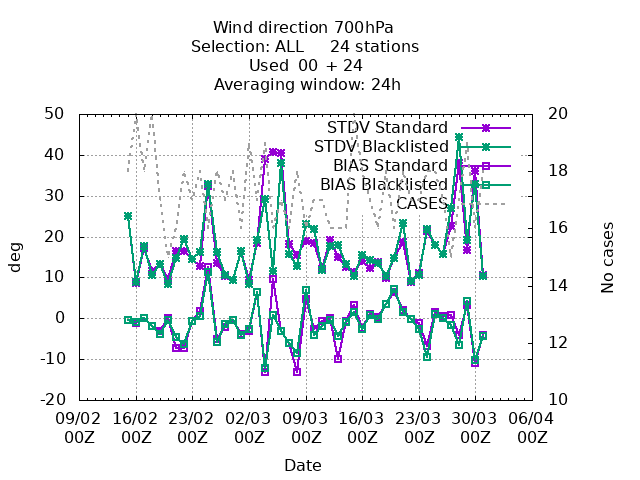 Wind direction 700hPa
Selection: ALL 24 stations
Used 00 + 24
Averaging window: 24h
50 20
STDV Standard
STDV Blacklisted
40 18
BIAS Standard
BIAS Blacklisted
30
CASES
20 16
deg
No cases
10 14
0
12
-10
-20 10
09/02 16/02 23/02 02/03 09/03 16/03 23/03 30/03 06/04
00Z 00Z 00Z 00Z 00Z 00Z 00Z 00Z 00Z
Date